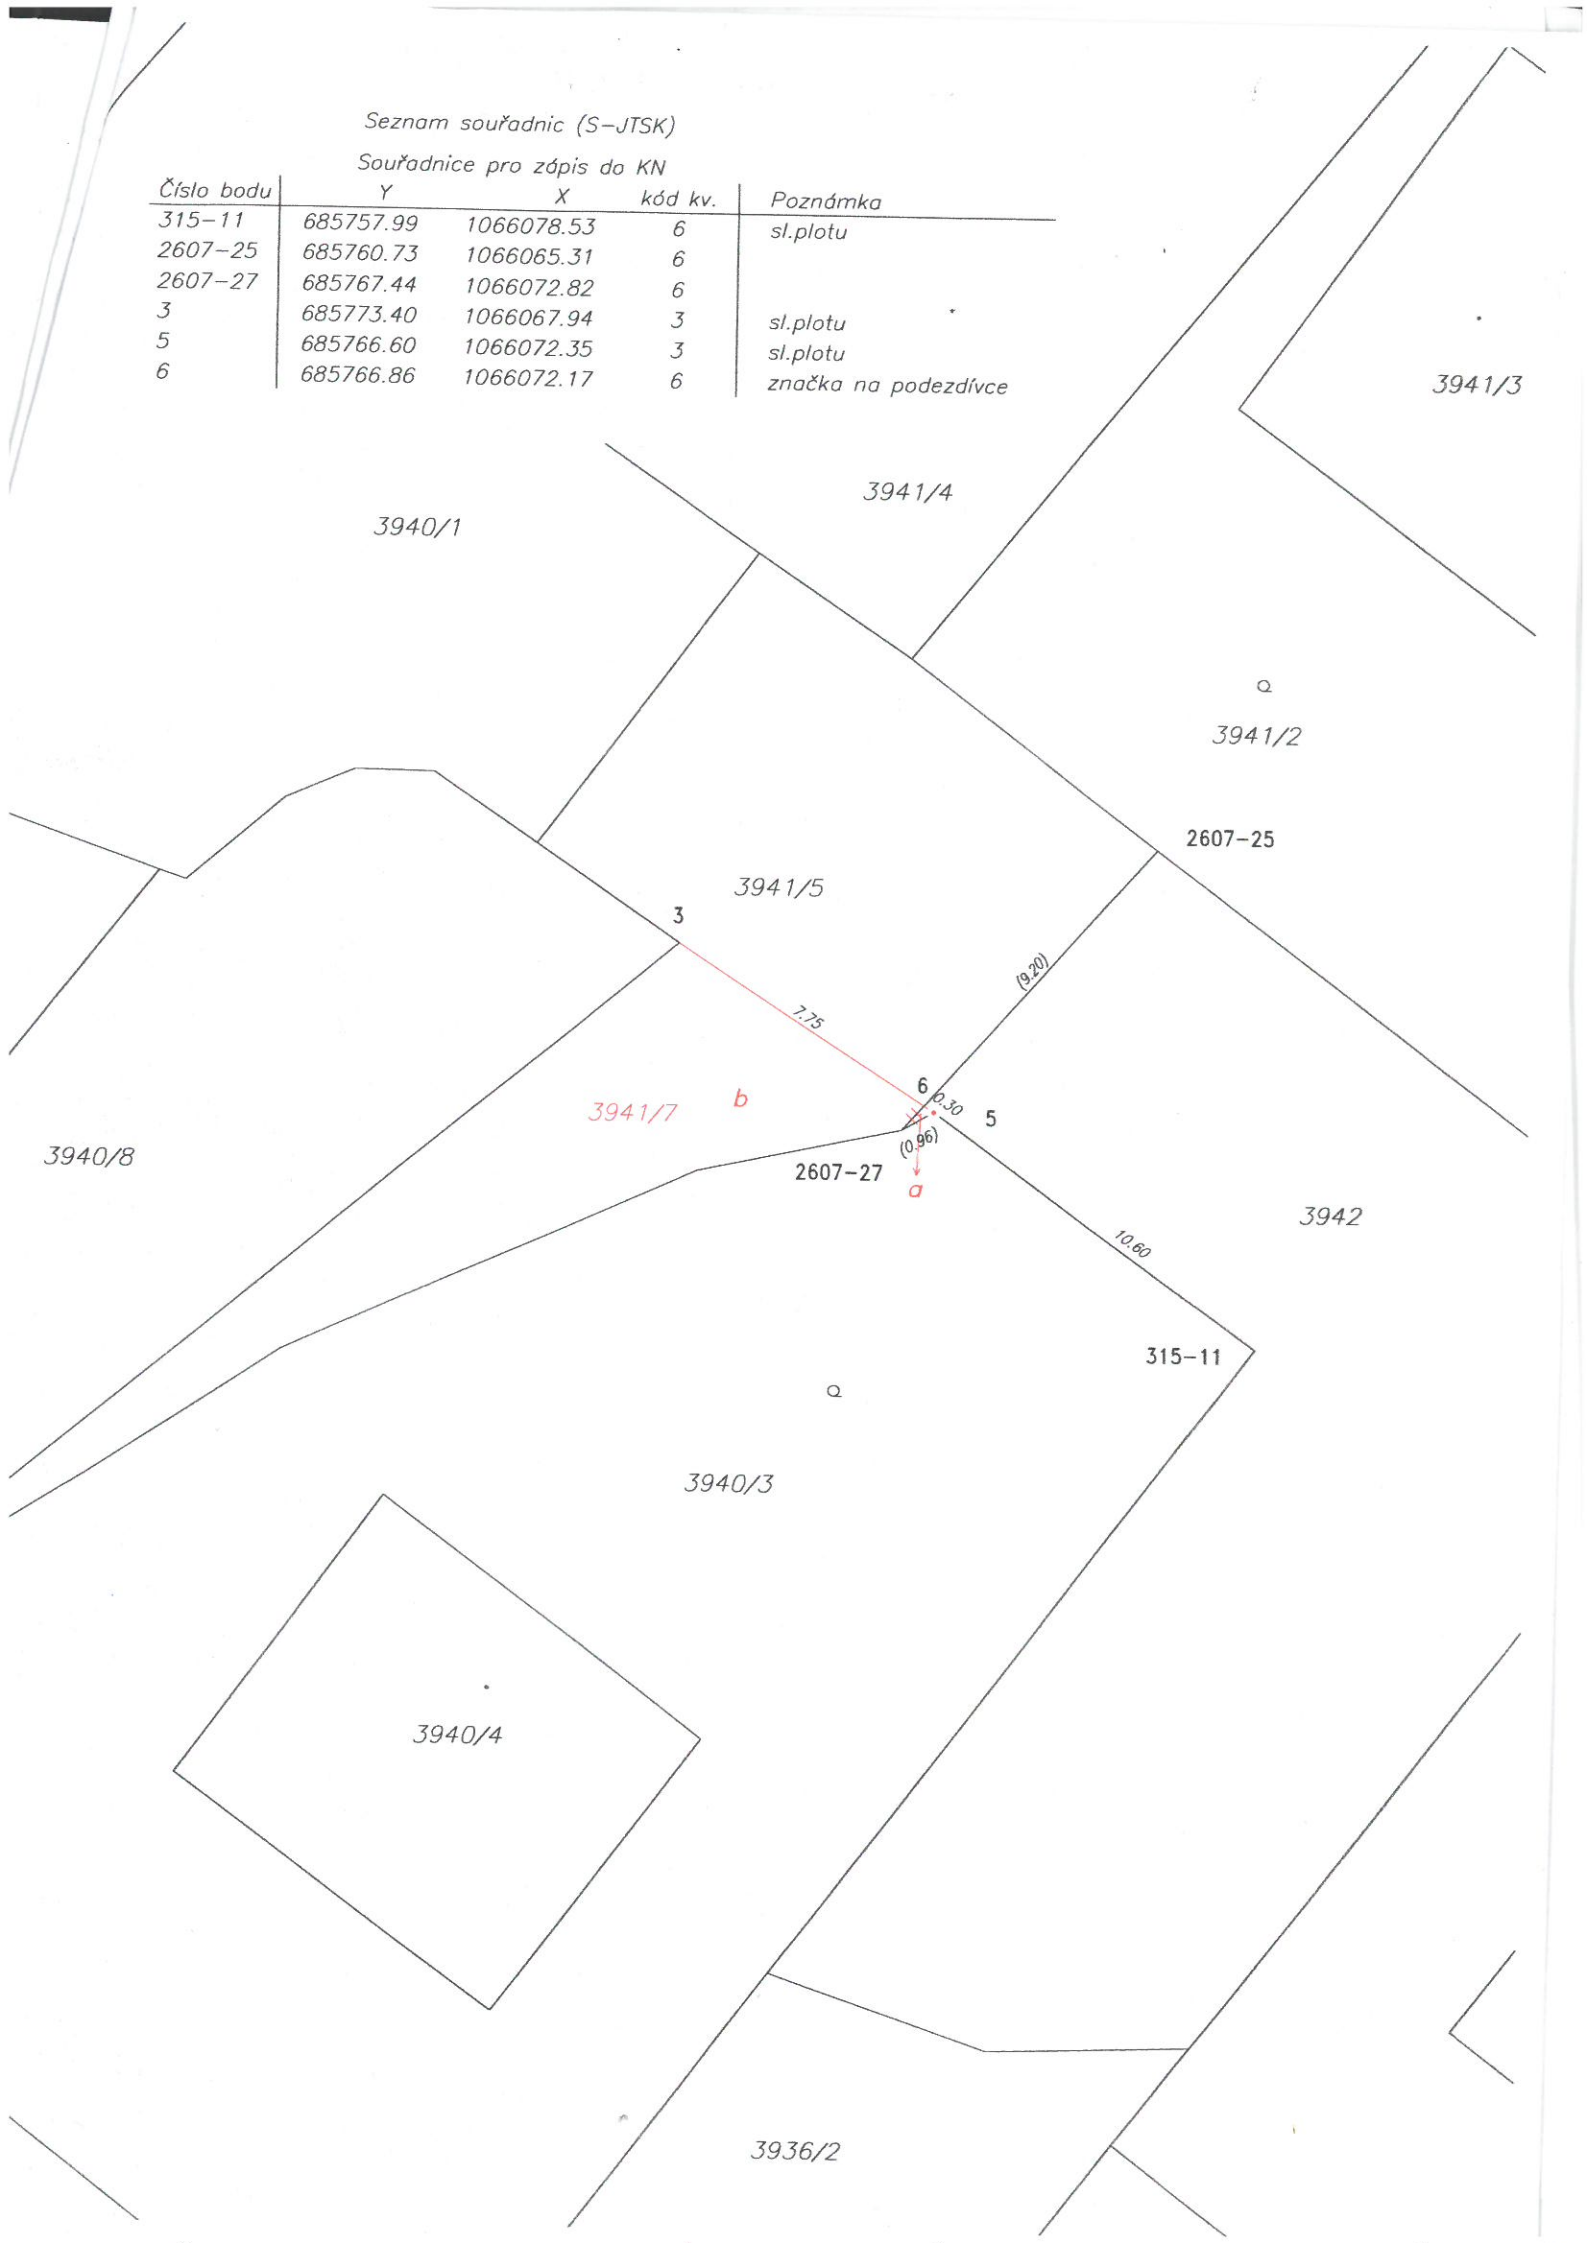 Seznam souřadnic (S-JTSK)
Souřadnice pro zápis do KN
Číslo bodu Y X kód kv. Poznámka
315-11 685757.99 1066078.53 6 sl.plotu
2607-25 685760.73 1066065.31 6
2607-27 685767.44 1066072.82 6
3 685773.40 1066067.94 3 sl.plotu
5 685766.60 1066072.35 3 sl.plotu
6 685766.86 1066072.17 6 značka na podezdívce
3941/3
3941/4
3940/1
3941/2
2607-25
3941/5
3
(9.20)
7.75
6
0.30
5
b
3941/7
(0.96)
3940/8
2607-27
a
3942
10.60
315-11
3940/3
3940/4
3936/2